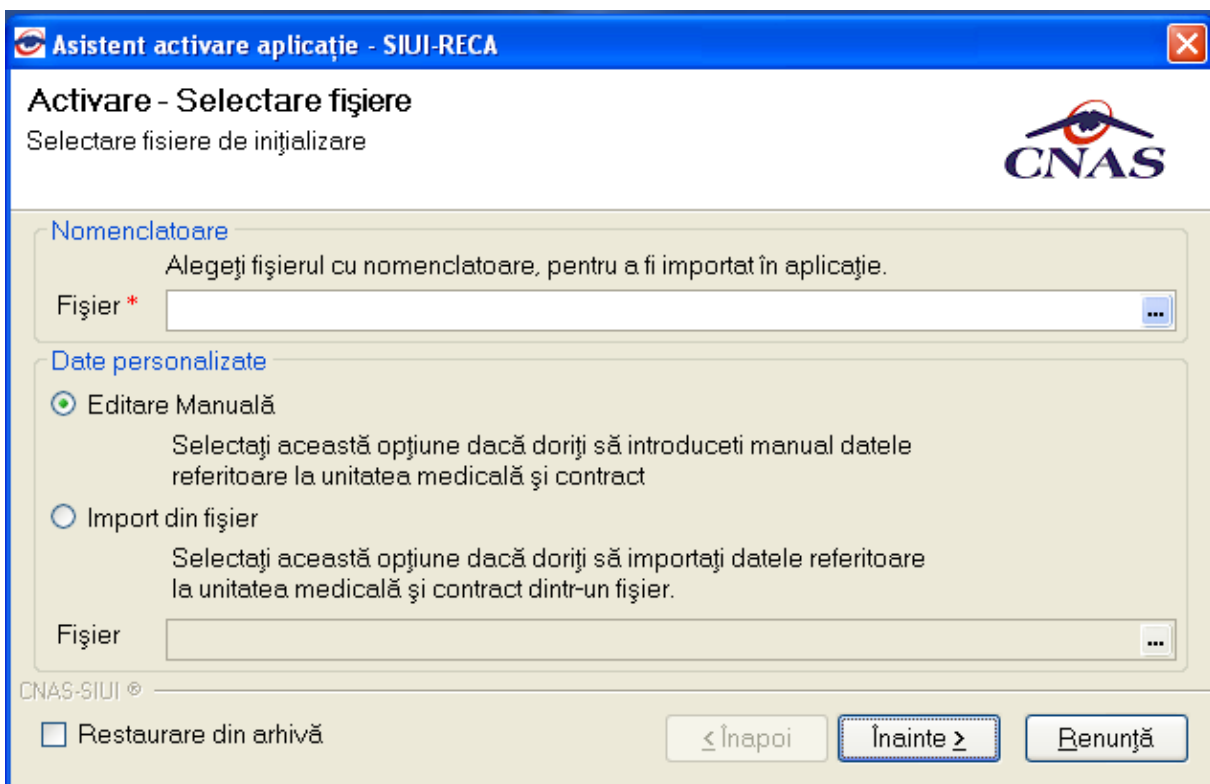 Asistent activare aplicație - SIUI-RECA
Activare - Selectare fişiere
Selectare fisiere de iniţializare
CNAS
Nomenclatoare
Alegeţi fişierul cu nomenclatoare, pentru a fi importat în aplicaţie.
Fişier *
...
Date personalizate
Editare Manuală
Selectaţi această opţiune dacă doriţi să introduceti manual datele
referitoare la unitatea medicală şi contract
Import din fişier
Selectaţi această opţiune dacă doriţi să importaţi datele referitoare
la unitatea medicală şi contract dintr-un fişier.
Fişier
...
CNAS-SIUI ®
Restaurare din arhivă
< Înapoi
Înainte >
Renunţă